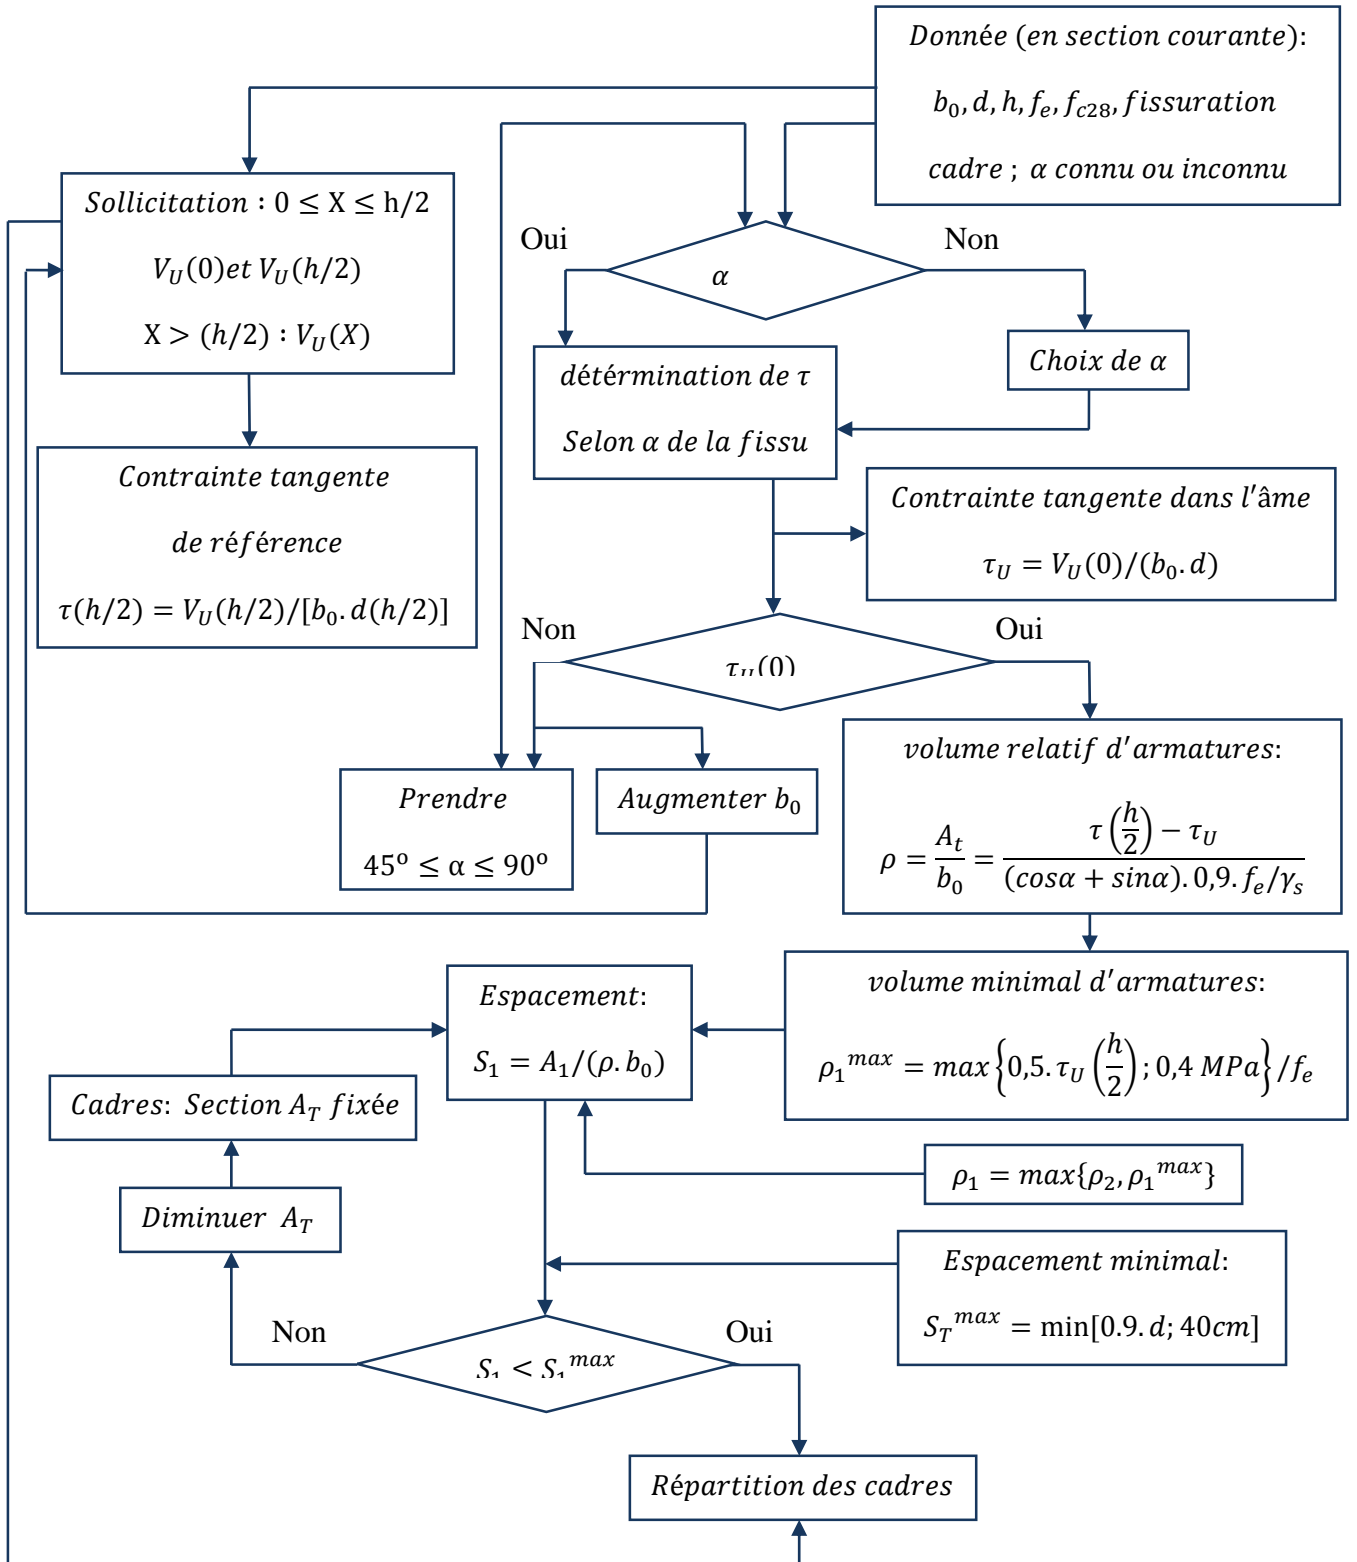 Donnée (en section courante):
b₀, d, h, fₑ, f_c28, fissuration
cadre ; α connu ou inconnu
Sollicitation : 0 ≤ X ≤ h/2
V_U(0)et V_U(h/2)
X > (h/2) : V_U(X)
Oui
Non
α
Choix de α
détérmination de τ
Selon α de la fissu
Contrainte tangente
de référence
τ(h/2) = V_U(h/2)/[b₀. d(h/2)]
Contrainte tangente dans l'âme
τ_U = V_U(0)/(b₀. d)
Non
Oui
τ_U(0)
volume relatif d'armatures:
ρ = A_t/b₀ = (τ(h/2) − τ_U)/((cosα + sinα). 0,9. fₑ/γ_s)
Prendre
45º ≤ α ≤ 90º
Augmenter b₀
volume minimal d'armatures:
ρ₁^max = max{0,5. τ_U(h/2) ; 0,4 MPa}/fₑ
Espacement:
S₁ = A₁/(ρ. b₀)
Cadres: Section A_T fixée
ρ₁ = max{ρ₂, ρ₁^max}
Diminuer A_T
Espacement minimal:
S_T^max = min[0.9. d; 40cm]
Non
Oui
S₁ < S₁^max
Répartition des cadres